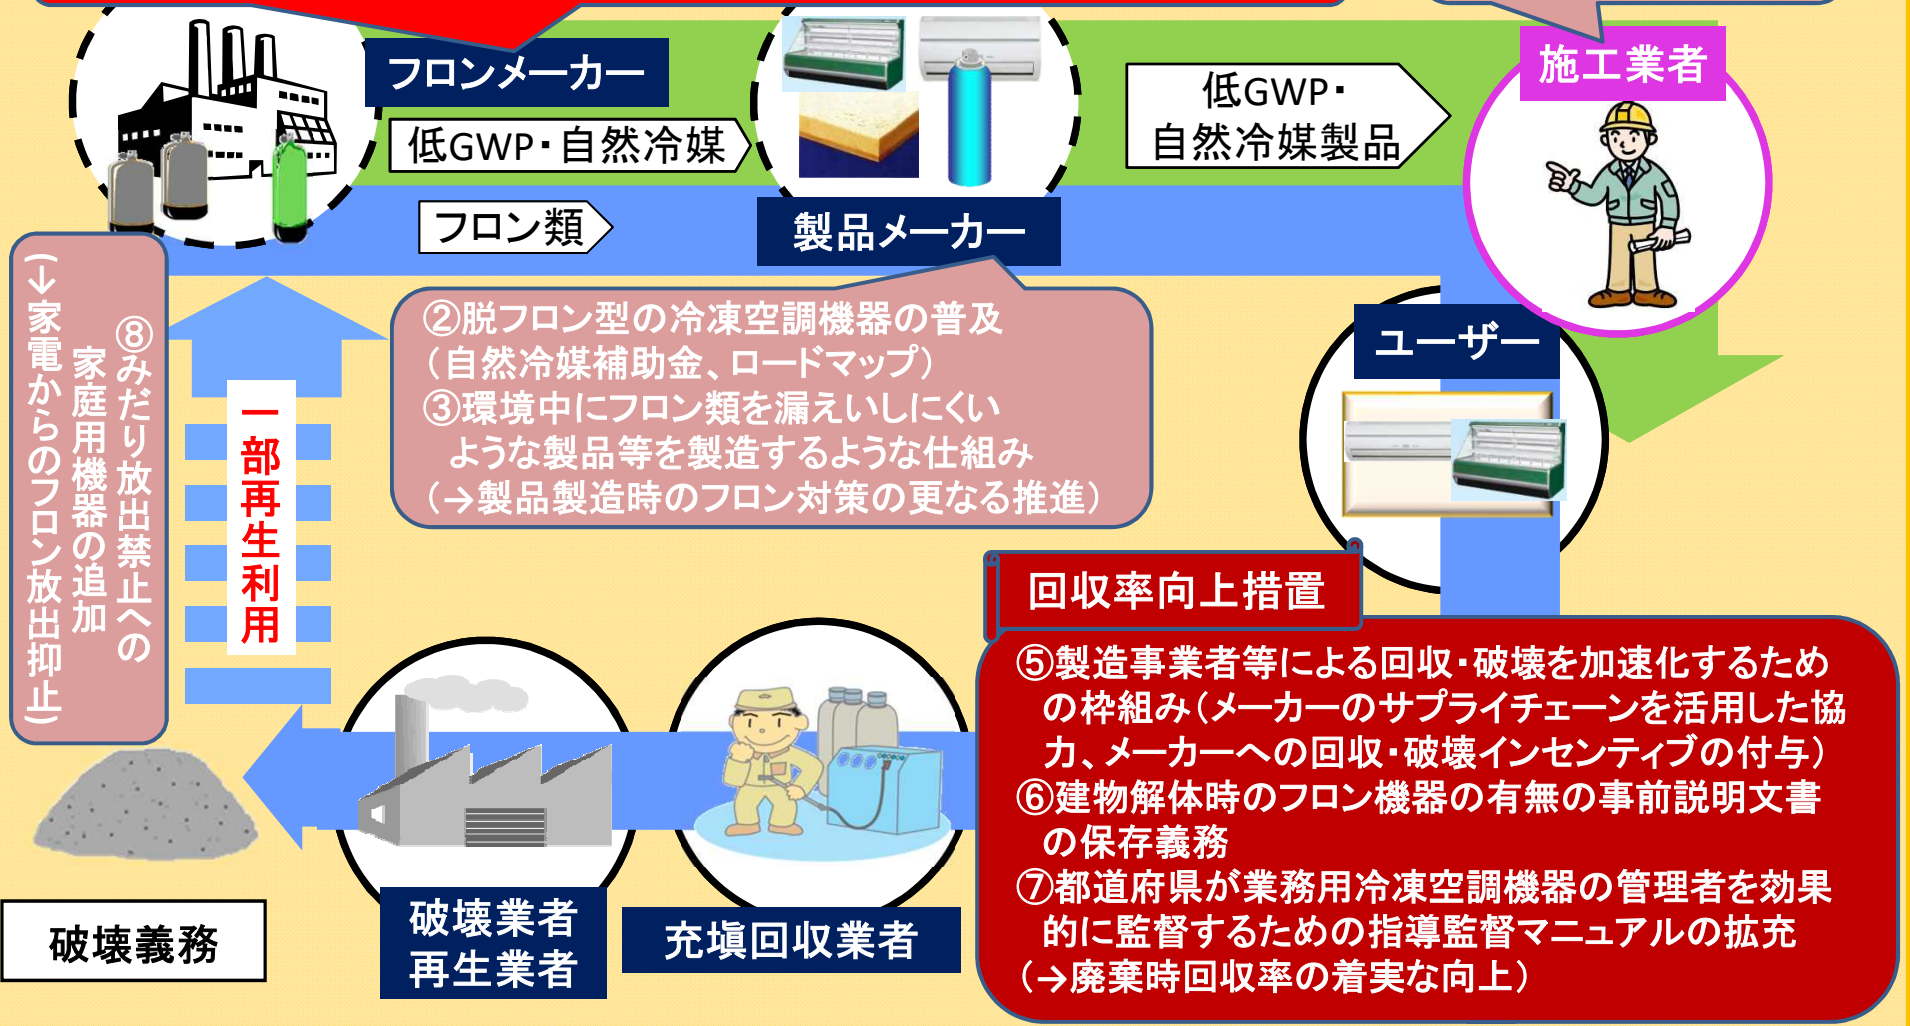 フロンメーカー
低GWP・自然冷媒
フロン類
製品メーカー
低GWP・
自然冷媒製品
施工業者
ユーザー
②脱フロン型の冷凍空調機器の普及
（自然冷媒補助金、ロードマップ）
③環境中にフロン類を漏えいしにくい
ような製品等を製造するような仕組み
（→製品製造時のフロン対策の更なる推進）
⑧みだり放出禁止への
家庭用機器の追加
（→家電からのフロン放出抑止）
一部再生利用
回収率向上措置
⑤製造事業者等による回収・破壊を加速化するため
の枠組み（メーカーのサプライチェーンを活用した協
力、メーカーへの回収・破壊インセンティブの付与）
⑥建物解体時のフロン機器の有無の事前説明文書
の保存義務
⑦都道府県が業務用冷凍空調機器の管理者を効果
的に監督するための指導監督マニュアルの拡充
（→廃棄時回収率の着実な向上）
充塡回収業者
破壊業者
再生業者
破壊義務